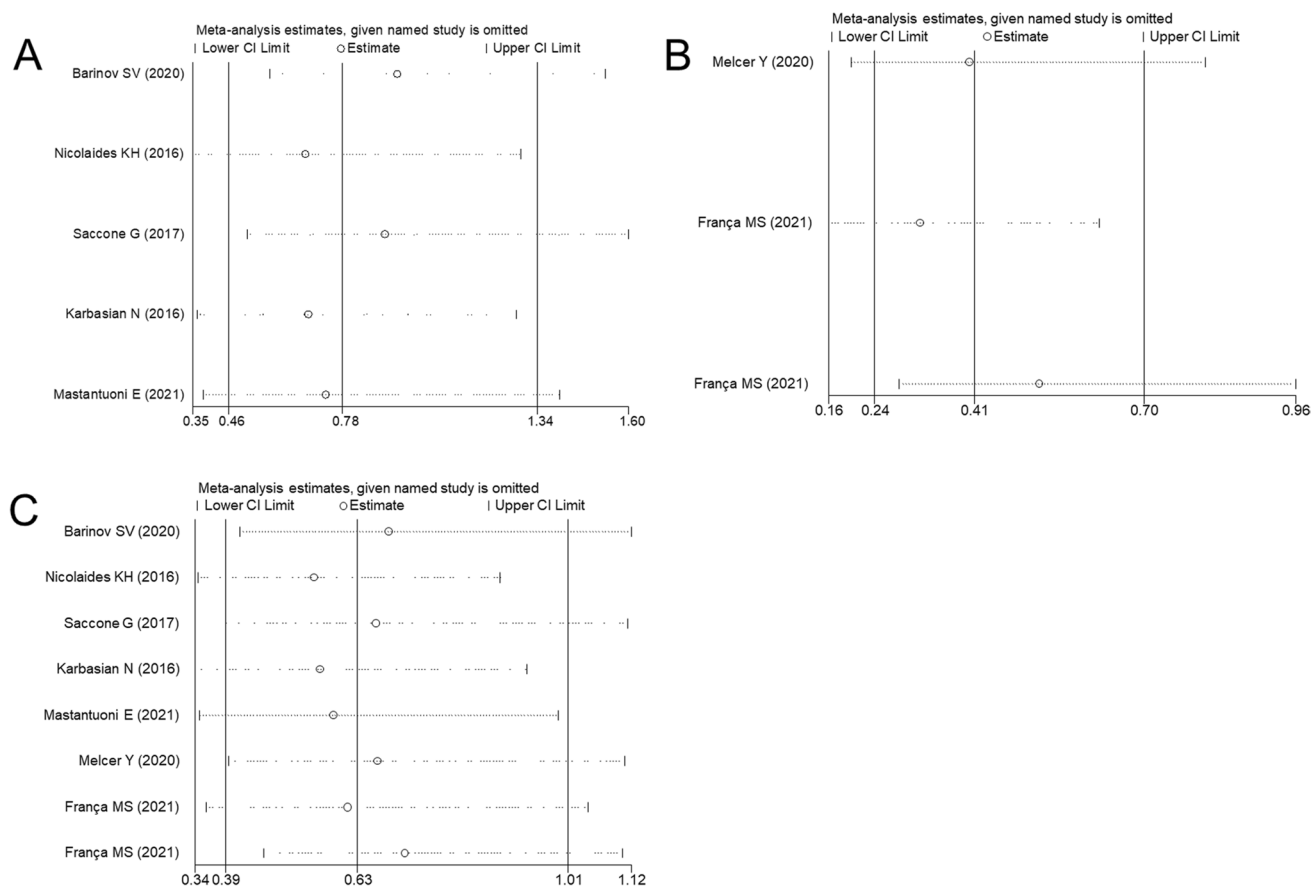 A
Meta-analysis estimates, given named study is omitted
Lower CI Limit Estimate Upper CI Limit
Barinov SV (2020)
Nicolaides KH (2016)
Saccone G (2017)
Karbasian N (2016)
Mastantuoni E (2021)
0.35 0.46 0.78 1.34 1.60
B
Meta-analysis estimates, given named study is omitted
Lower CI Limit Estimate Upper CI Limit
Melcer Y (2020)
França MS (2021)
França MS (2021)
0.16 0.24 0.41 0.70 0.96
C
Meta-analysis estimates, given named study is omitted
Lower CI Limit Estimate Upper CI Limit
Barinov SV (2020)
Nicolaides KH (2016)
Saccone G (2017)
Karbasian N (2016)
Mastantuoni E (2021)
Melcer Y (2020)
França MS (2021)
França MS (2021)
0.34 0.39 0.63 1.01 1.12